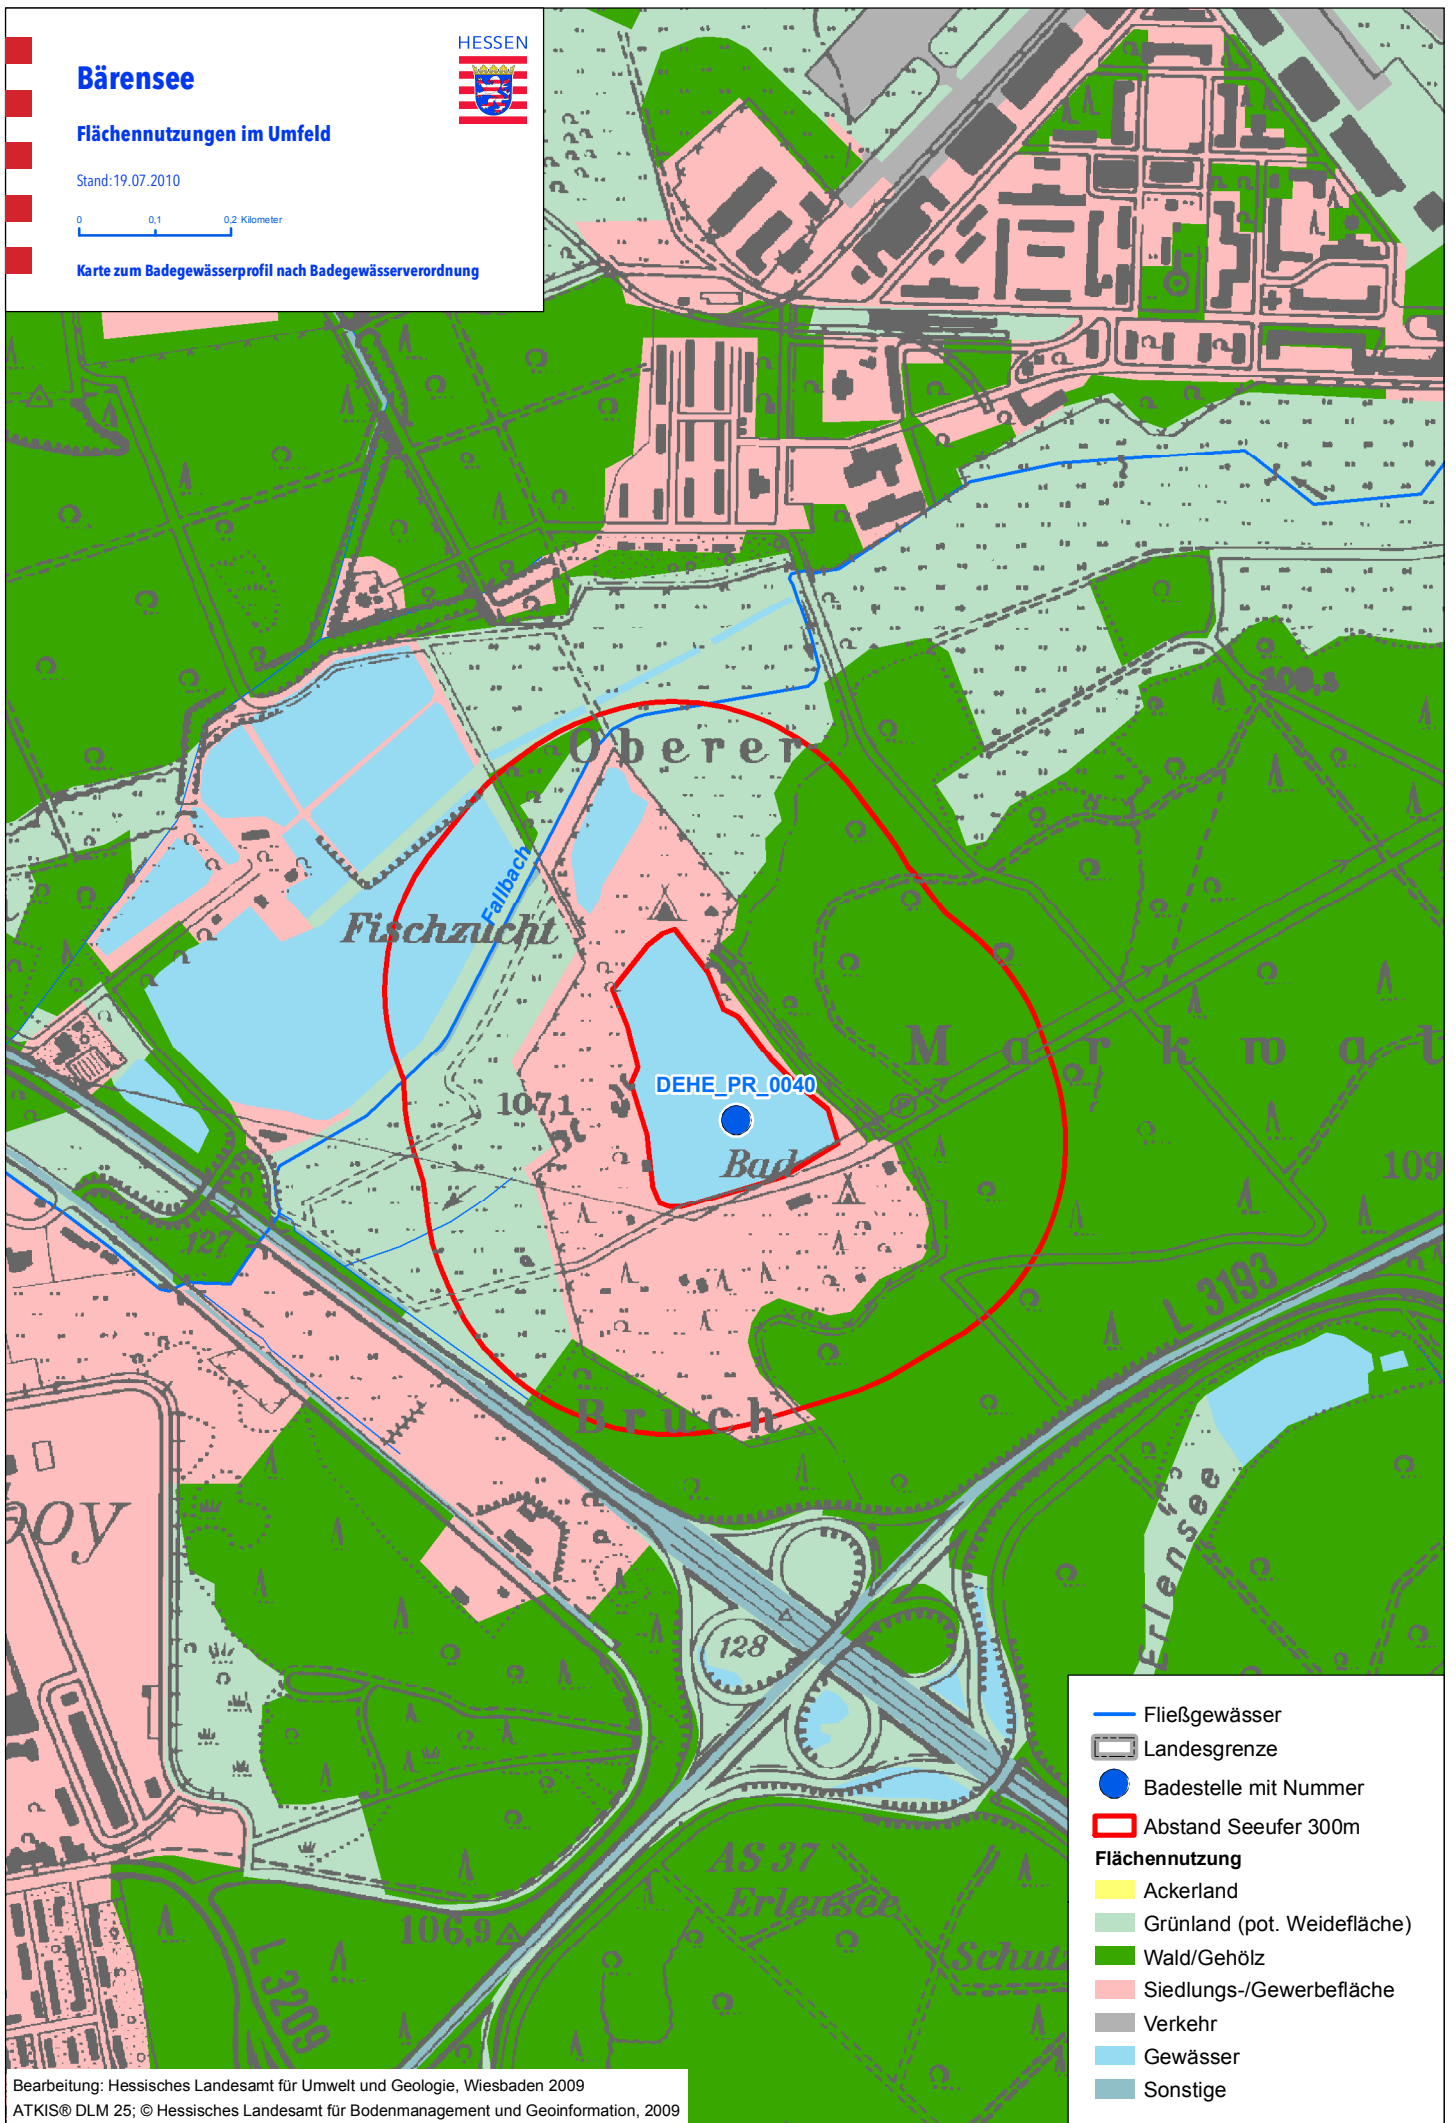 HESSEN
Bärensee
Flächennutzungen im Umfeld
Stand:19.07.2010
0 0,1 0,2 Kilometer
Karte zum Badegewässerprofil nach Badegewässerverordnung
Oberer
Fallbach
Fischzucht
Markwat
DEHE_PR_0040
107,1
P
Bad
109
127
L 3193
Bruch
Erlensee
128
AS 37
Erlensee
106,9
L 3209
Schutz
Fließgewässer
Landesgrenze
Badestelle mit Nummer
Abstand Seeufer 300m
Flächennutzung
Ackerland
Grünland (pot. Weidefläche)
Wald/Gehölz
Siedlungs-/Gewerbefläche
Verkehr
Gewässer
Sonstige
Bearbeitung: Hessisches Landesamt für Umwelt und Geologie, Wiesbaden 2009
ATKIS® DLM 25; © Hessisches Landesamt für Bodenmanagement und Geoinformation, 2009